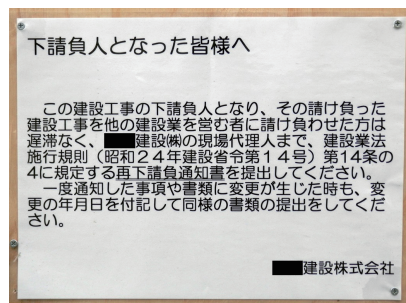 下請負人となった皆様へ
この建設工事の下請負人となり、その請け負った
建設工事を他の建設業を営む者に請け負わせた方は
遅滞なく、建設㈱の現場代理人まで、建設業法
施行規則（昭和２４年建設省令第１４号）第14条の
4に規定する再下請負通知書を提出してください。
一度通知した事項や書類に変更が生じた時も、変
更の年月日を付記して同様の書類の提出をしてくだ
さい。
建設株式会社